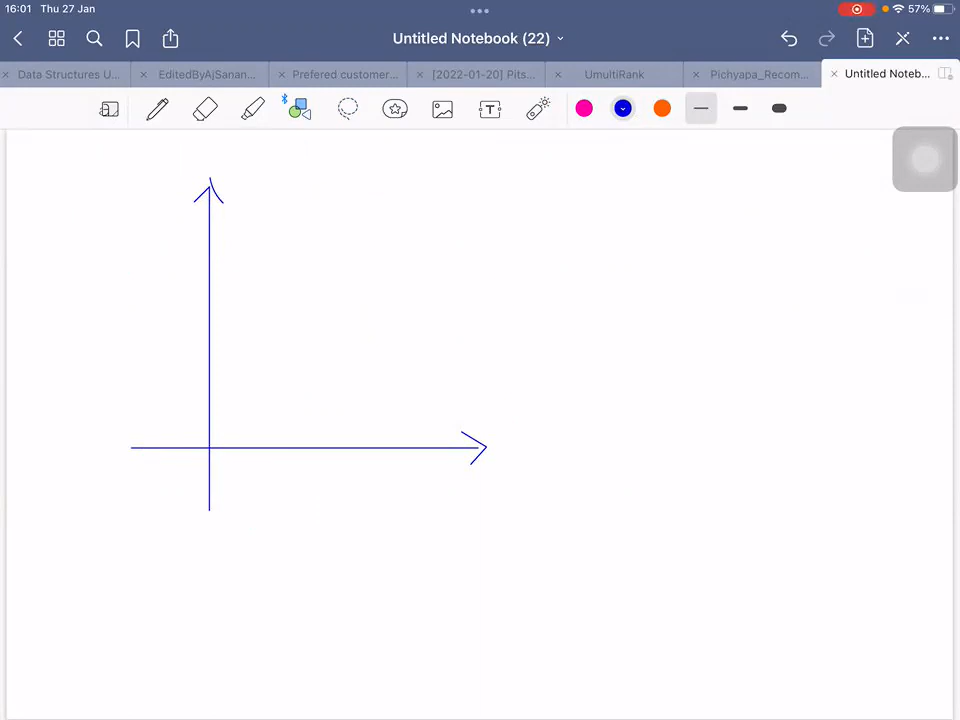 16:01 Thu 27 Jan 57%
Untitled Notebook (22)
Data Structures U... EditedByAjSanan... Prefered customer... [2022-01-20] Pits... UmultiRank Pichyapa_Recom... Untitled Noteb...
T